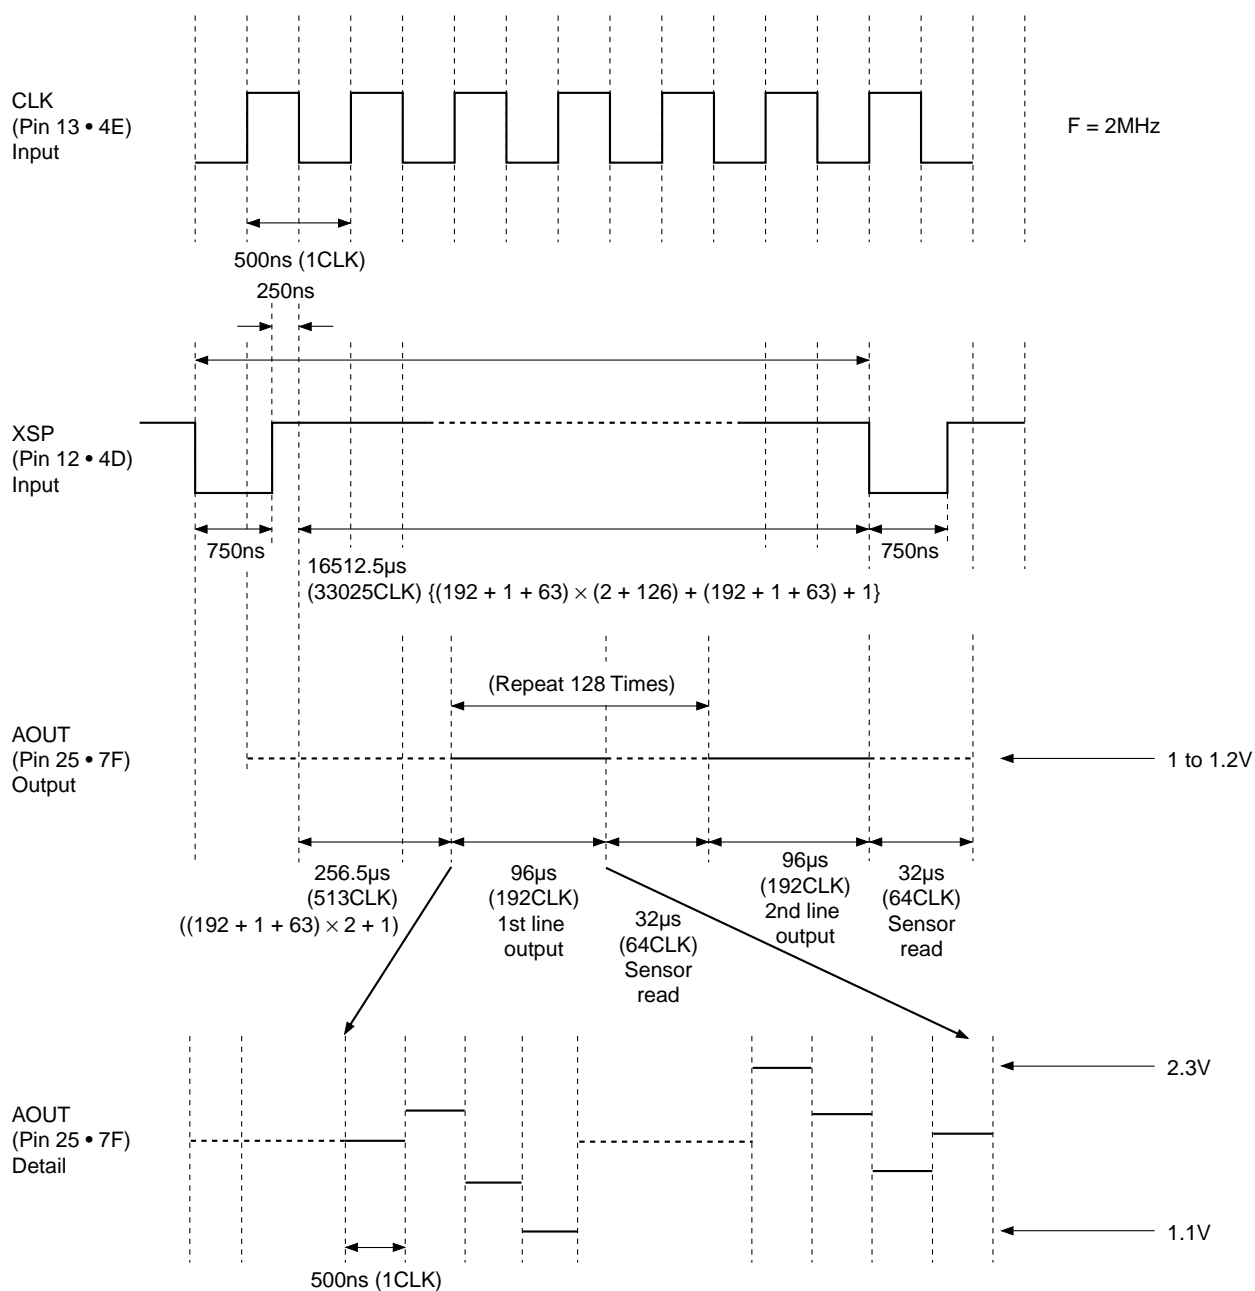 CLK
(Pin 13 • 4E)
Input
F = 2MHz
500ns (1CLK)
250ns
XSP
(Pin 12 • 4D)
Input
750ns
750ns
16512.5µs
(33025CLK) {(192 + 1 + 63) × (2 + 126) + (192 + 1 + 63) + 1}
(Repeat 128 Times)
AOUT
(Pin 25 • 7F)
Output
1 to 1.2V
256.5µs
(513CLK)
((192 + 1 + 63) × 2 + 1)
96µs
(192CLK)
1st line
output
32µs
(64CLK)
Sensor
read
96µs
(192CLK)
2nd line
output
32µs
(64CLK)
Sensor
read
2.3V
AOUT
(Pin 25 • 7F)
Detail
1.1V
500ns (1CLK)